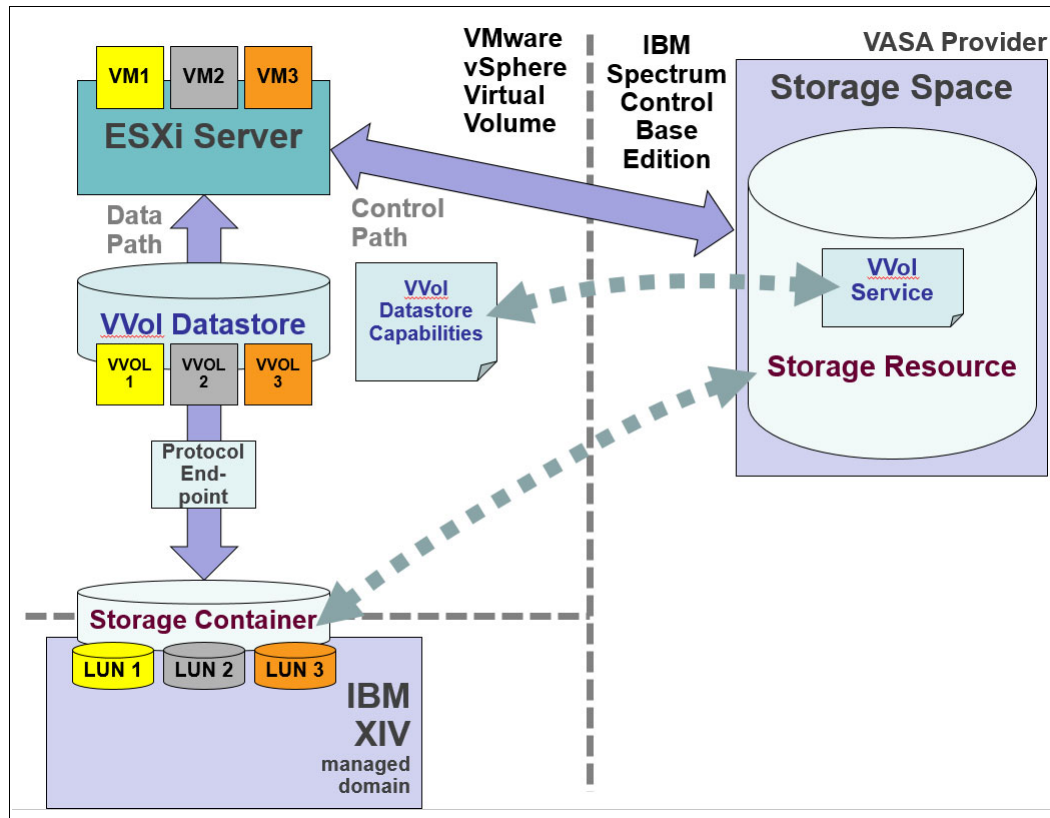 VM1
VM2
VM3
ESXi Server
VMware
vSphere
Virtual
Volume
IBM
Spectrum
Control
Base
Edition
VASA Provider
Storage Space
Data
Path
Control
Path
VVol Datastore
VVOL
1
VVOL
2
VVOL
3
VVol
Datastore
Capabilities
VVol
Service
Storage Resource
Protocol
End-
point
Storage Container
LUN 1
LUN 2
LUN 3
IBM
XIV
managed
domain